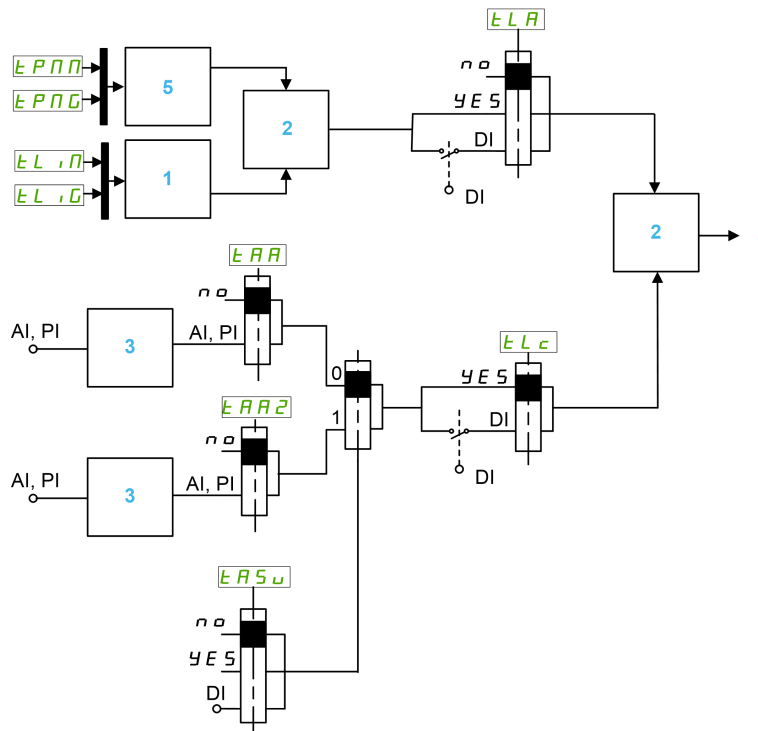 tLA
no
tPMM
tPMG
5
YES
2
DI
tLIM
tLIG
1
DI
2
tAA
no
AI, PI
3
AI, PI
tLC
0
YES
tAA2
1
DI
no
AI, PI
3
AI, PI
DI
tASW
no
YES
DI